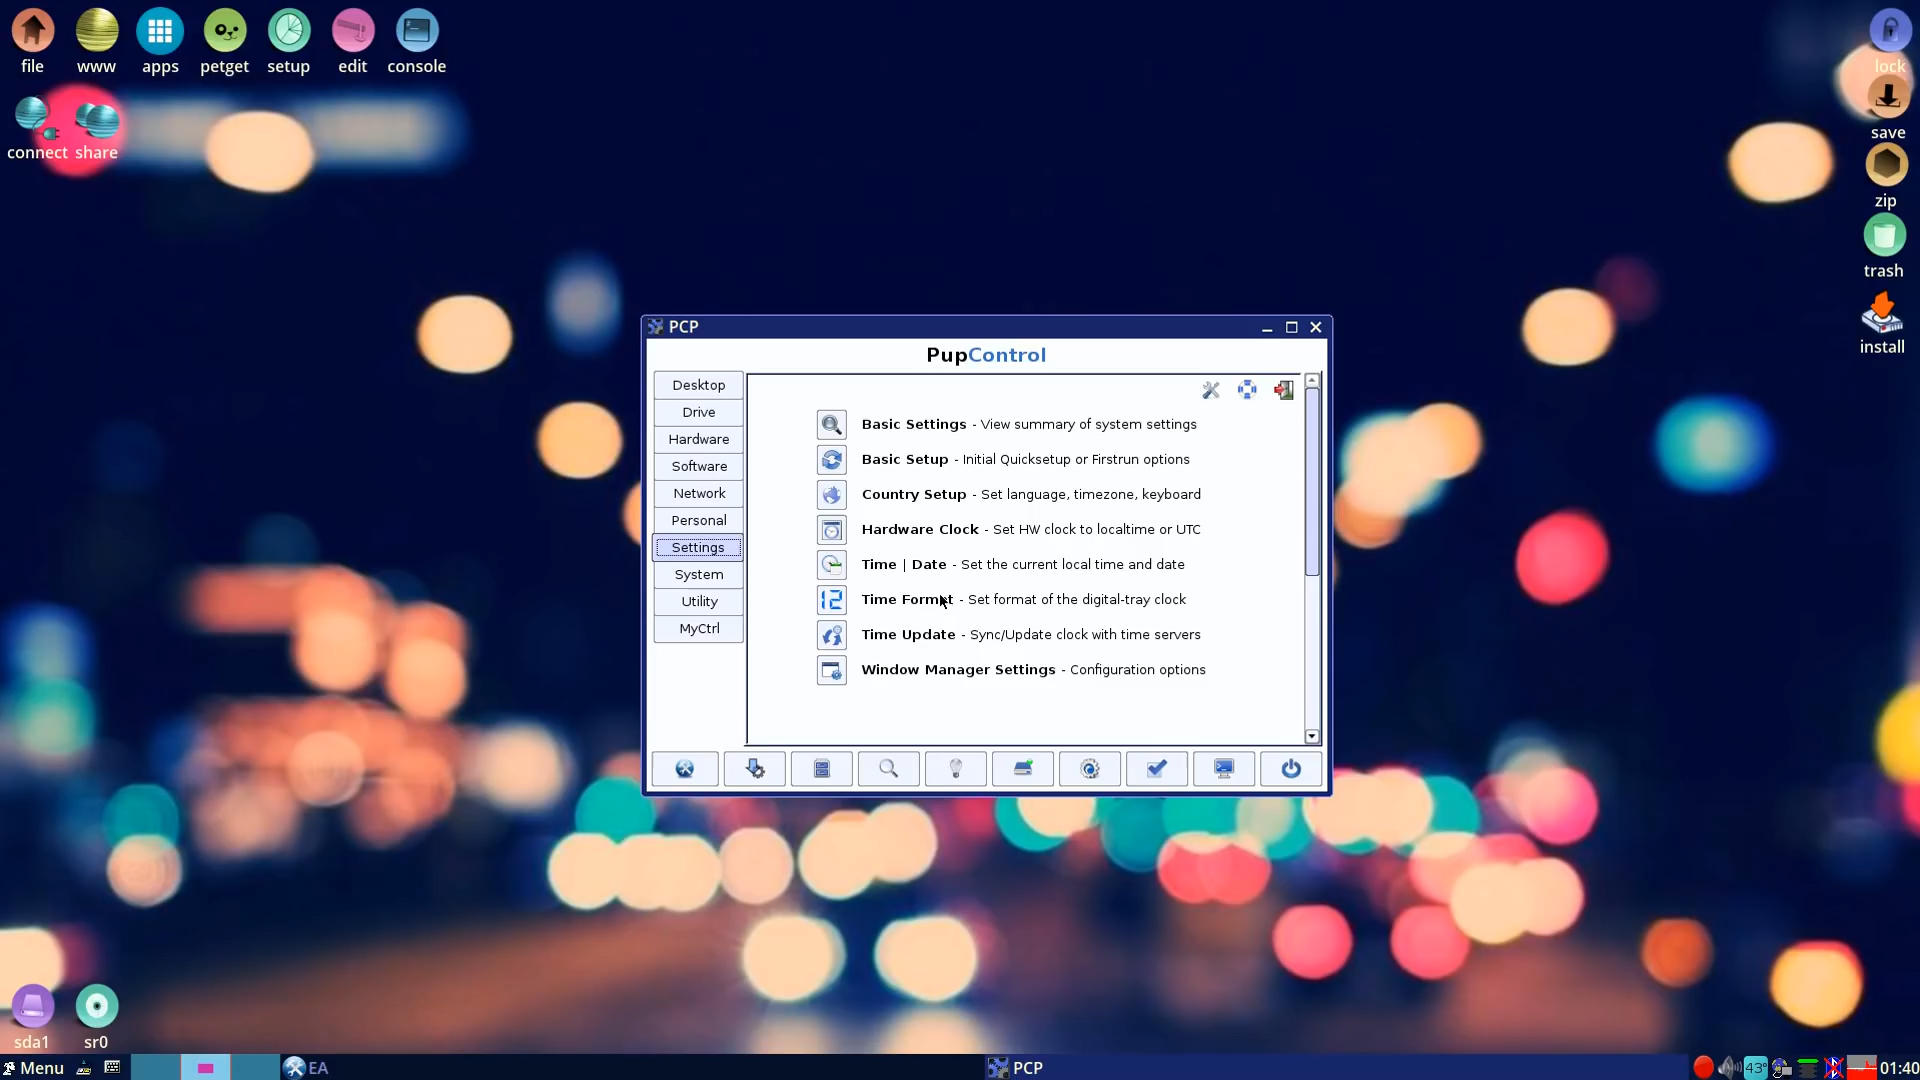 file
www
apps
petget
setup
edit
console
connect
share
lock
save
zip
trash
install
PCP
PupControl
Desktop
Drive
Hardware
Software
Network
Personal
Settings
System
Utility
MyCtrl
Basic Settings - View summary of system settings
Basic Setup - Initial Quicksetup or Firstrun options
Country Setup - Set language, timezone, keyboard
Hardware Clock - Set HW clock to localtime or UTC
Time | Date - Set the current local time and date
12
Time Format - Set format of the digital-tray clock
Time Update - Sync/Update clock with time servers
Window Manager Settings - Configuration options
sda1
sr0
Menu
EA
PCP
43°
01:40